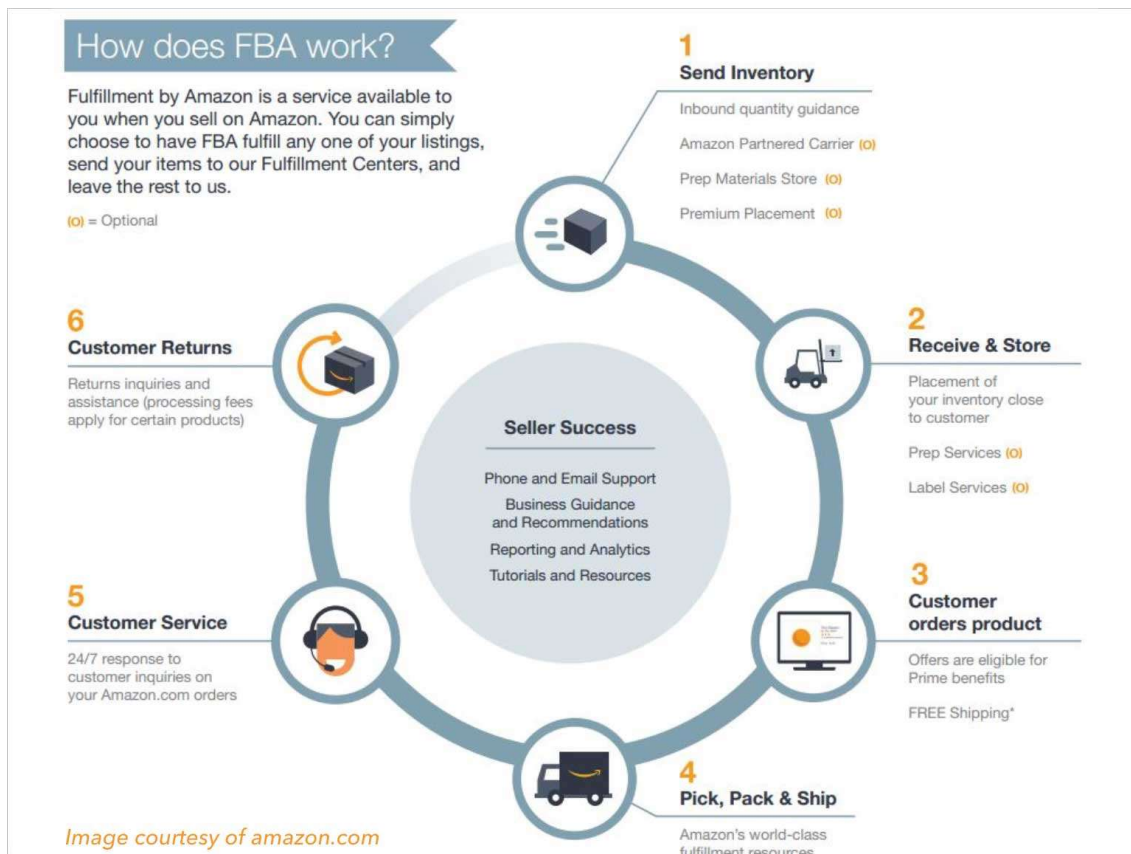 How does FBA work?
Fulfillment by Amazon is a service available to
you when you sell on Amazon. You can simply
choose to have FBA fulfill any one of your listings,
send your items to our Fulfillment Centers, and
leave the rest to us.
(O) = Optional
1
Send Inventory
Inbound quantity guidance
Amazon Partnered Carrier (O)
Prep Materials Store (O)
Premium Placement (O)
2
Receive & Store
Placement of
your inventory close
to customer
Prep Services (O)
Label Services (O)
3
Customer
orders product
Offers are eligible for
Prime benefits
FREE Shipping*
4
Pick, Pack & Ship
Amazon's world-class
fulfillment resources
5
Customer Service
24/7 response to
customer inquiries on
your Amazon.com orders
6
Customer Returns
Returns inquiries and
assistance (processing fees
apply for certain products)
Seller Success
Phone and Email Support
Business Guidance
and Recommendations
Reporting and Analytics
Tutorials and Resources
Image courtesy of amazon.com